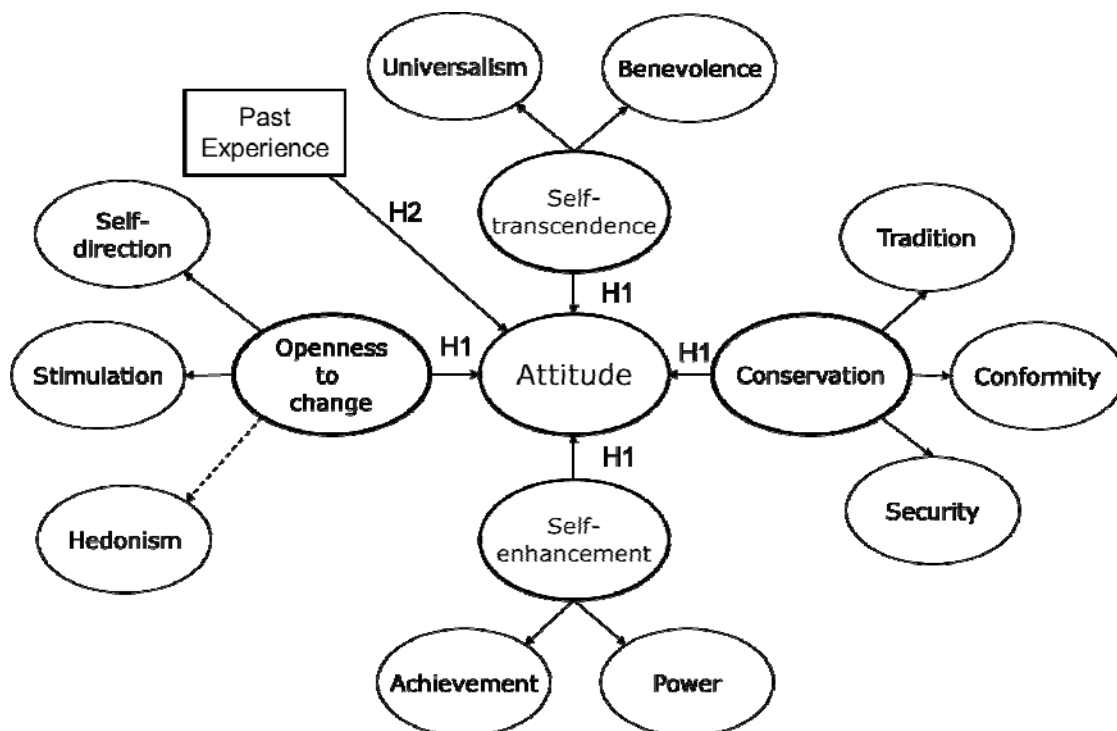 Universalism
Benevolence
Past
Experience
Self-
transcendence
H2
Self-
direction
Tradition
H1
Openness
to
change
H1
Attitude
H1
Conservation
Stimulation
Conformity
H1
Self-
enhancement
Security
Hedonism
Achievement
Power